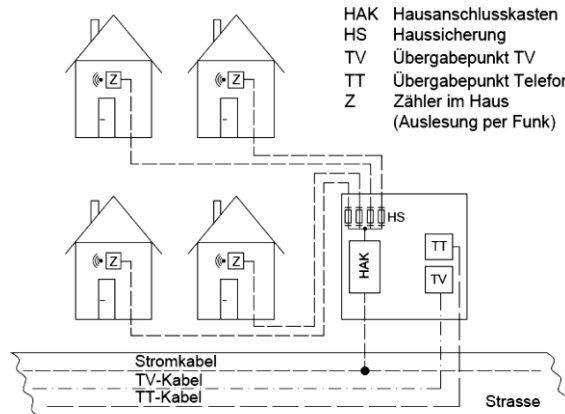 HAK Hausanschlusskasten
HS Haussicherung
TV Übergabepunkt TV
TT Übergabepunkt Telefon
Z Zähler im Haus
(Auslesung per Funk)
Z
Z
HS
Z
Z
HAK
TT
TV
Stromkabel
TV-Kabel
TT-Kabel
Strasse